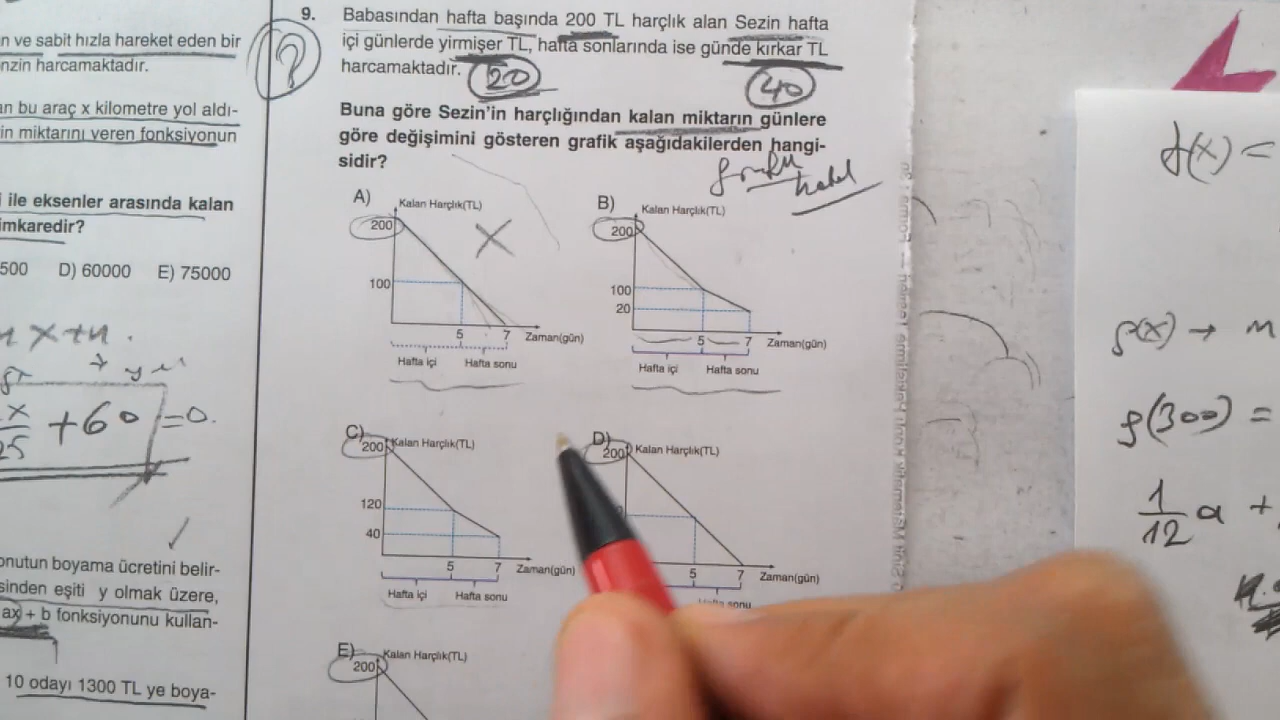 n ve sabit hızla hareket eden bir
nzin harcamaktadır.
an bu araç x kilometre yol aldı-
in miktarını veren fonksiyonun
i ile eksenler arasında kalan
imkaredir?
500 D) 60000 E) 75000
x+n.
x
25 +60 =0.
onutun boyama ücretini belir-
sinden eşiti y olmak üzere,
ax + b fonksiyonunu kullan-
10 odayı 1300 TL ye boya-
9. Babasından hafta başında 200 TL harçlık alan Sezin hafta
içi günlerde yirmişer TL, hafta sonlarında ise günde kırkar TL
harcamaktadır.
?
20
40
Buna göre Sezin'in harçlığından kalan miktarın günlere
göre değişimini gösteren grafik aşağıdakilerden hangi-
sidir?
A)
Kalan Harçlık(TL)
200
100
5 7 Zaman(gün)
Hafta içi Hafta sonu
B)
Kalan Harçlık(TL)
200
100
20
5 7 Zaman(gün)
Hafta içi Hafta sonu
C)
Kalan Harçlık(TL)
200
120
40
5 7 Zaman(gün)
Hafta içi Hafta sonu
D)
Kalan Harçlık(TL)
200
5 7 Zaman(gün)
E)
Kalan Harçlık(TL)
200
f(x) =
f(x) → m
f(300) =
1
12 a +